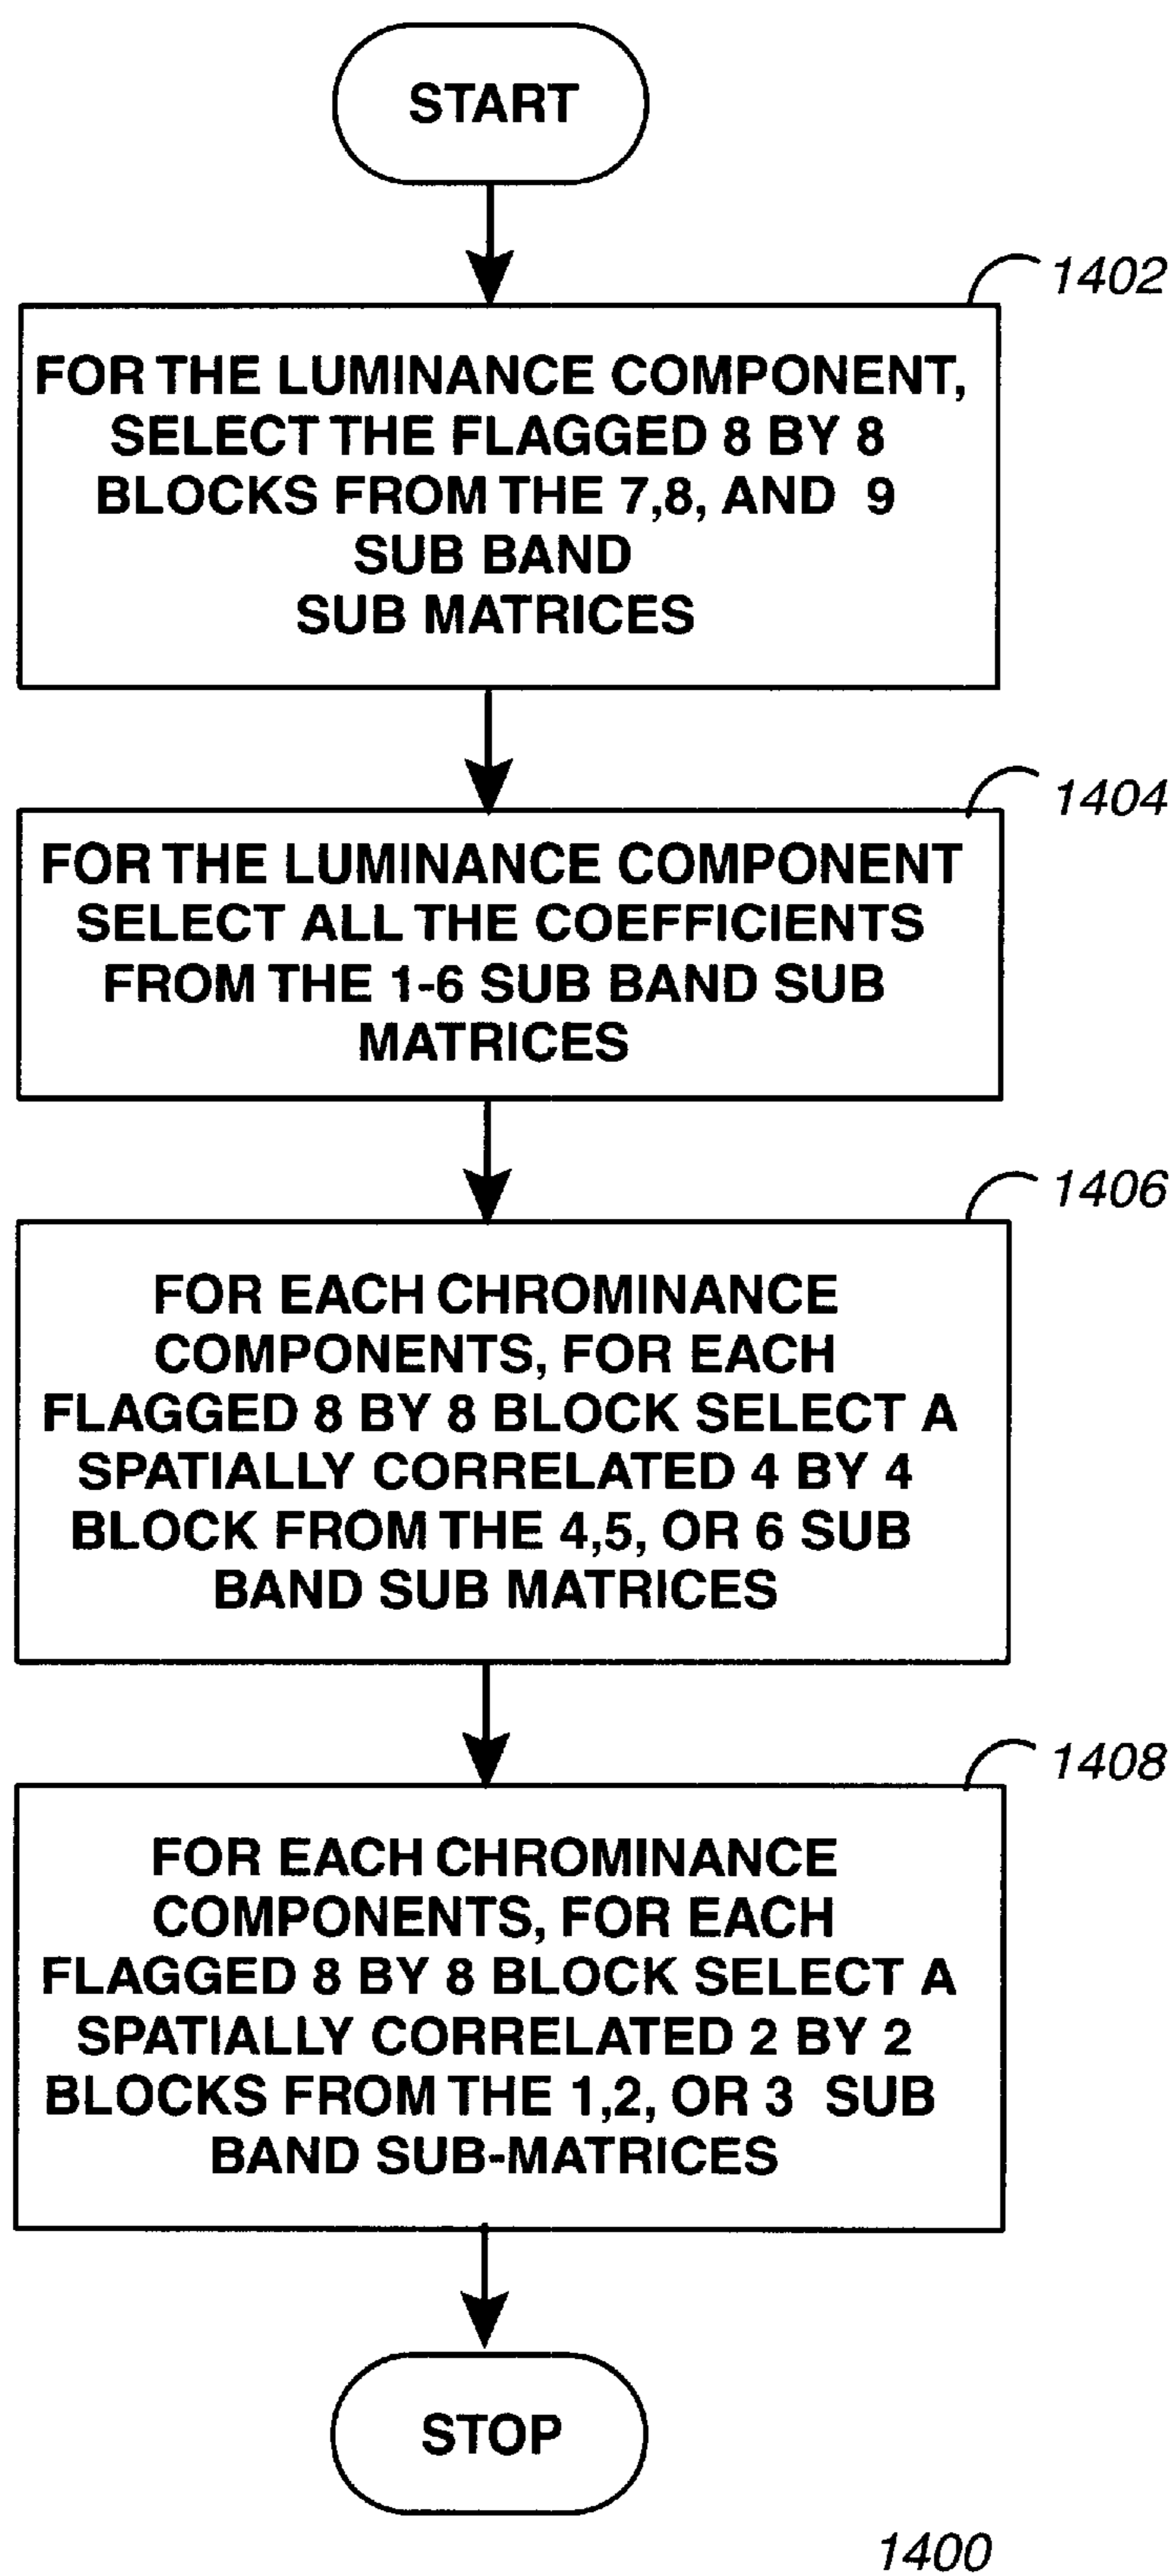 START
1402
FOR THE LUMINANCE COMPONENT,
SELECT THE FLAGGED 8 BY 8
BLOCKS FROM THE 7,8, AND 9
SUB BAND
SUB MATRICES
1404
FOR THE LUMINANCE COMPONENT
SELECT ALL THE COEFFICIENTS
FROM THE 1-6 SUB BAND SUB
MATRICES
1406
FOR EACH CHROMINANCE
COMPONENTS, FOR EACH
FLAGGED 8 BY 8 BLOCK SELECT A
SPATIALLY CORRELATED 4 BY 4
BLOCK FROM THE 4,5, OR 6 SUB
BAND SUB MATRICES
1408
FOR EACH CHROMINANCE
COMPONENTS, FOR EACH
FLAGGED 8 BY 8 BLOCK SELECT A
SPATIALLY CORRELATED 2 BY 2
BLOCKS FROM THE 1,2, OR 3 SUB
BAND SUB-MATRICES
STOP
1400